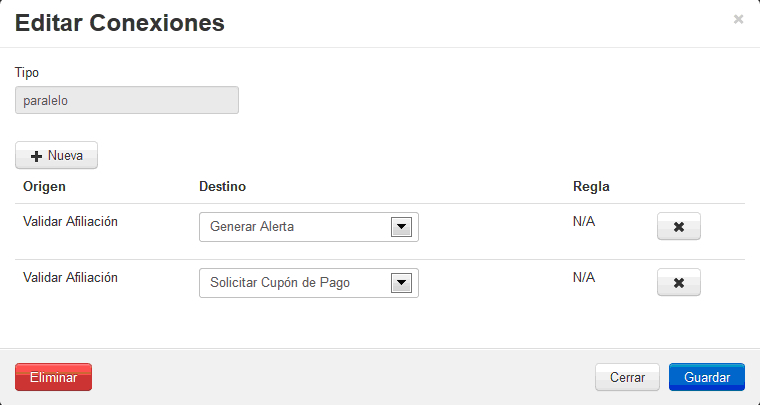 Editar Conexiones
×
Tipo
paralelo
Nueva
Origen Destino Regla
Validar Afiliación Generar Alerta N/A
Validar Afiliación Solicitar Cupón de Pago N/A
Eliminar Cerrar Guardar